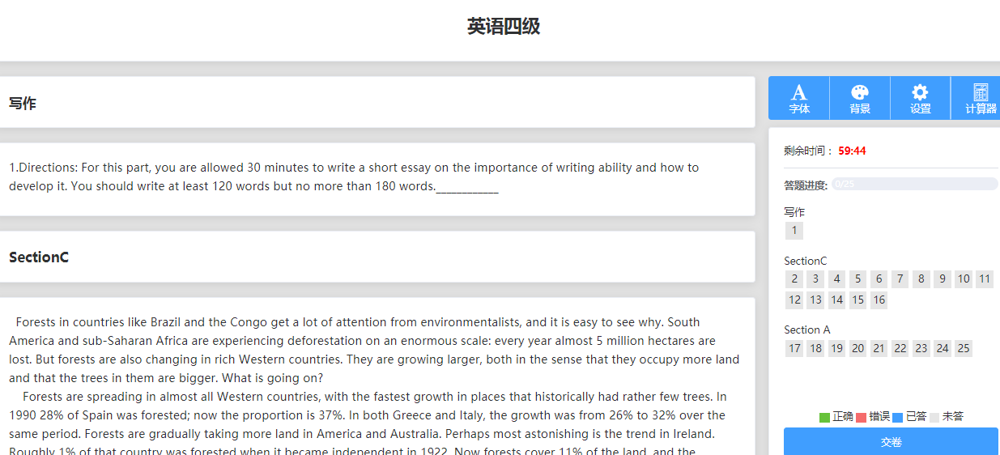 英语四级
写作
1.Directions: For this part, you are allowed 30 minutes to write a short essay on the importance of writing ability and how to
develop it. You should write at least 120 words but no more than 180 words.____________
SectionC
Forests in countries like Brazil and the Congo get a lot of attention from environmentalists, and it is easy to see why. South
America and sub-Saharan Africa are experiencing deforestation on an enormous scale: every year almost 5 million hectares are
lost. But forests are also changing in rich Western countries. They are growing larger, both in the sense that they occupy more land
and that the trees in them are bigger. What is going on?
Forests are spreading in almost all Western countries, with the fastest growth in places that historically had rather few trees. In
1990 28% of Spain was forested; now the proportion is 37%. In both Greece and Italy, the growth was from 26% to 32% over the
same period. Forests are gradually taking more land in America and Australia. Perhaps most astonishing is the trend in Ireland.
Roughly 1% of that country was forested when it became independent in 1922. Now forests cover 11% of the land, and the
字体 背景 设置 计算器
剩余时间： 59:44
答题进度: 0/25
写作
1
SectionC
2 3 4 5 6 7 8 9 10 11
12 13 14 15 16
Section A
17 18 19 20 21 22 23 24 25
正确 错误 已答 未答
交卷